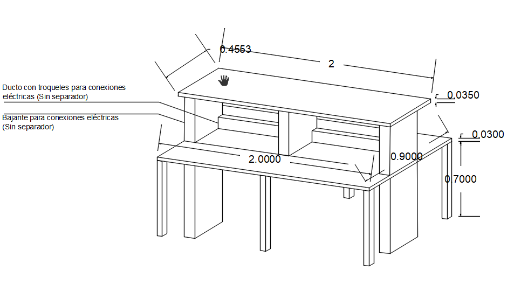 0.4553
2
Ducto con troqueles para conexiones
eléctricas (Sin separador)
0,0350
Bajante para conexiones eléctricas
(Sin separador)
0,0300
2.0000
0.9000
0.7000